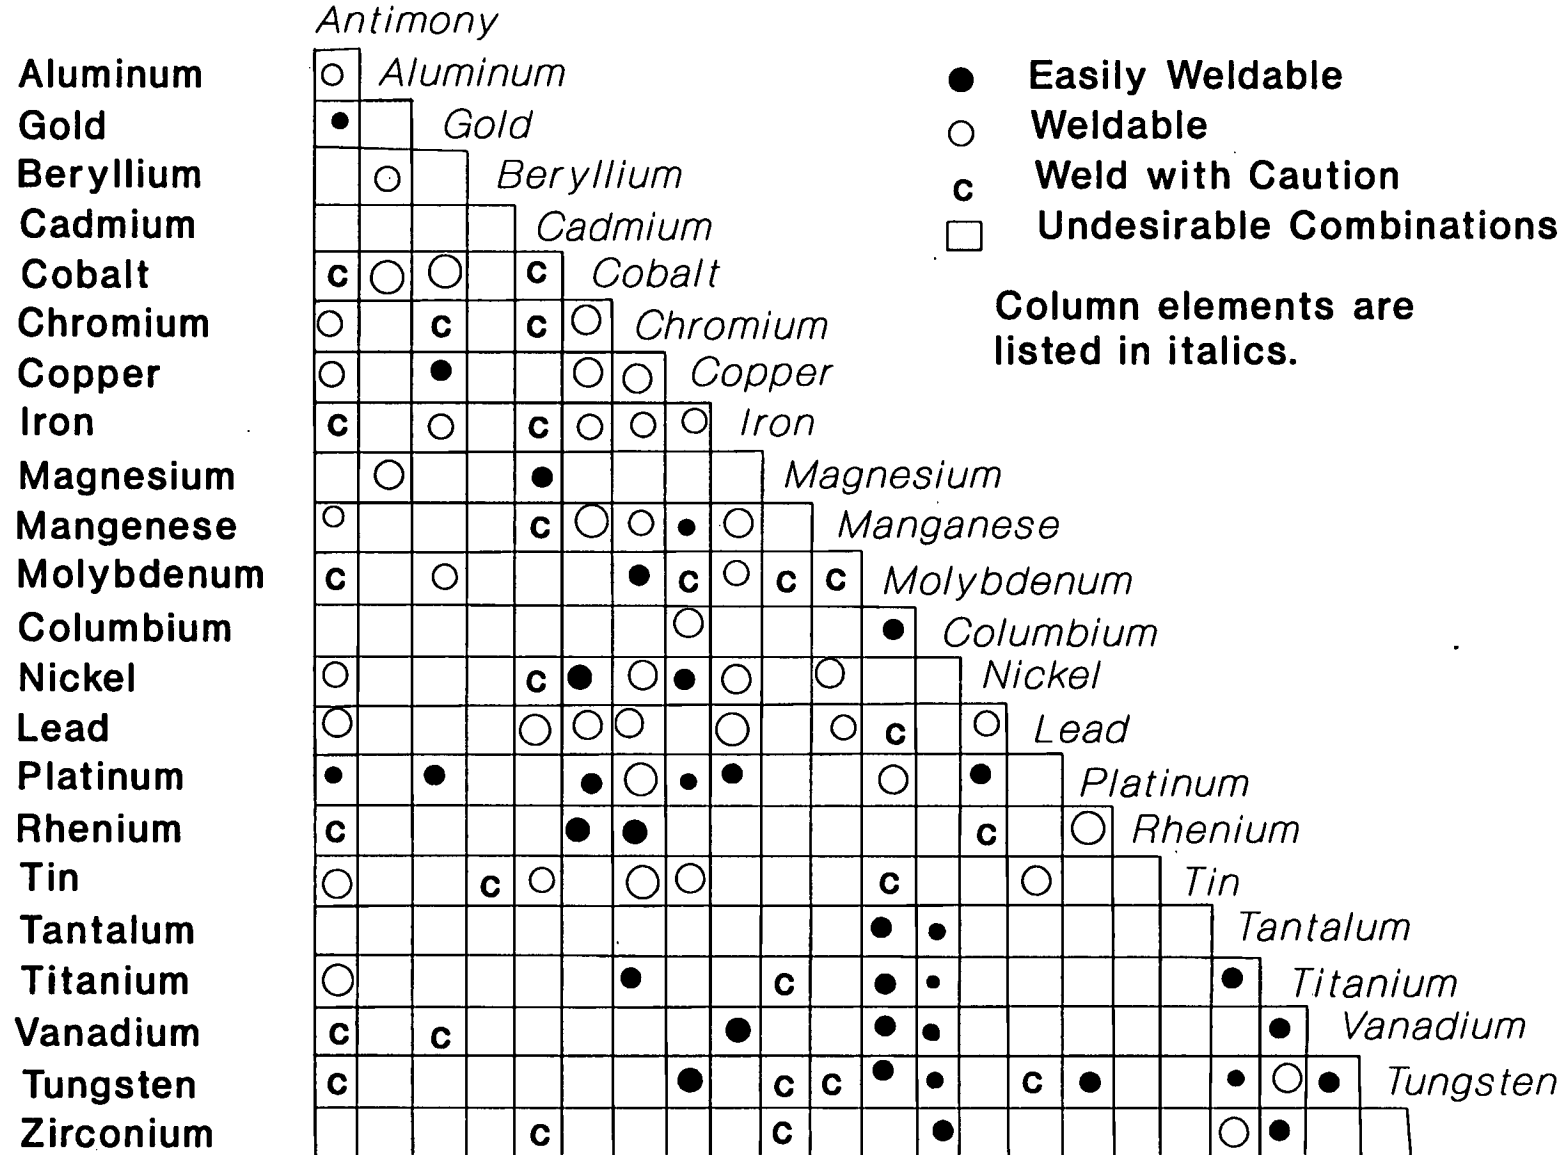 Antimony
Aluminum Aluminum Easily Weldable
Gold Gold Weldable
Beryllium Beryllium c Weld with Caution
Cadmium Cadmium Undesirable Combinations
Cobalt c c Cobalt
Column elements are
Chromium c c Chromium
listed in italics.
Copper Copper
Iron c c Iron
Magnesium Magnesium
Mangenese c Manganese
Molybdenum c c c c Molybdenum
Columbium Columbium
Nickel c Nickel
Lead c Lead
Platinum Platinum
Rhenium c c Rhenium
Tin c c Tin
Tantalum Tantalum
Titanium c Titanium
Vanadium c c Vanadium
Tungsten c c c c Tungsten
Zirconium c c